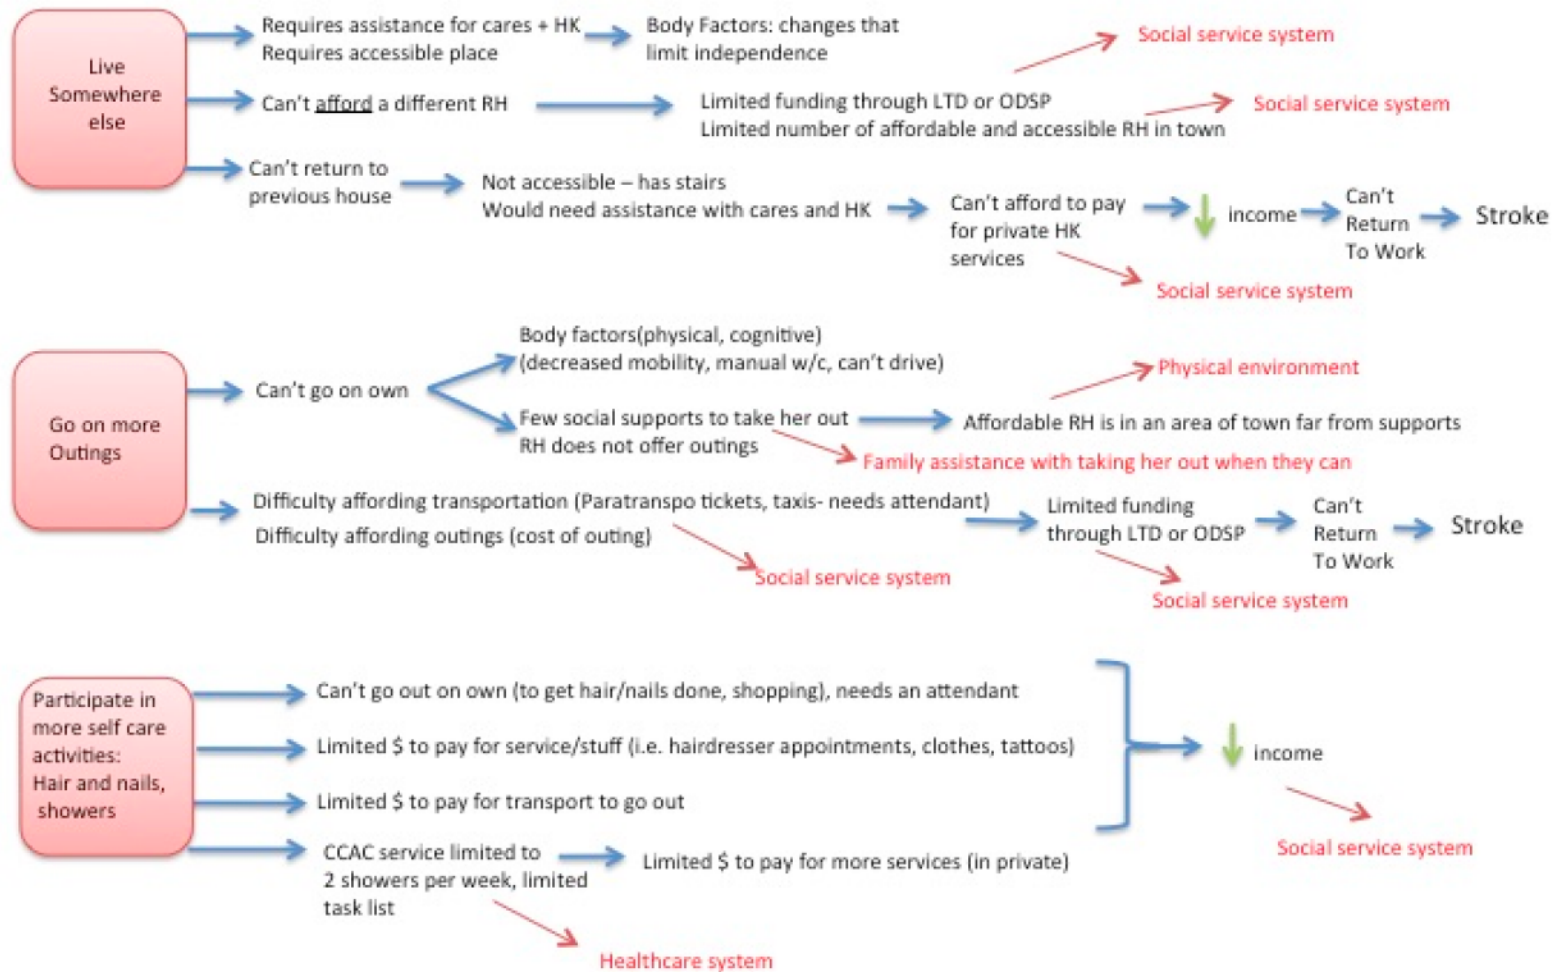 Live
Somewhere
else
Requires assistance for cares + HK
Requires accessible place
Body Factors: changes that
limit independence
Social service system
Can't afford a different RH
Limited funding through LTD or ODSP
Limited number of affordable and accessible RH in town
Social service system
Can't return to
previous house
Not accessible – has stairs
Would need assistance with cares and HK
Can't afford to pay
for private HK
services
income
Can't
Return
To Work
Stroke
Social service system
Go on more
Outings
Can't go on own
Body factors(physical, cognitive)
(decreased mobility, manual w/c, can't drive)
Few social supports to take her out
RH does not offer outings
Physical environment
Affordable RH is in an area of town far from supports
Family assistance with taking her out when they can
Difficulty affording transportation (Paratranspo tickets, taxis- needs attendant)
Difficulty affording outings (cost of outing)
Social service system
Limited funding
through LTD or ODSP
Can't
Return
To Work
Stroke
Social service system
Participate in
more self care
activities:
Hair and nails,
showers
Can't go out on own (to get hair/nails done, shopping), needs an attendant
Limited $ to pay for service/stuff (i.e. hairdresser appointments, clothes, tattoos)
Limited $ to pay for transport to go out
income
Social service system
CCAC service limited to
2 showers per week, limited
task list
Limited $ to pay for more services (in private)
Healthcare system